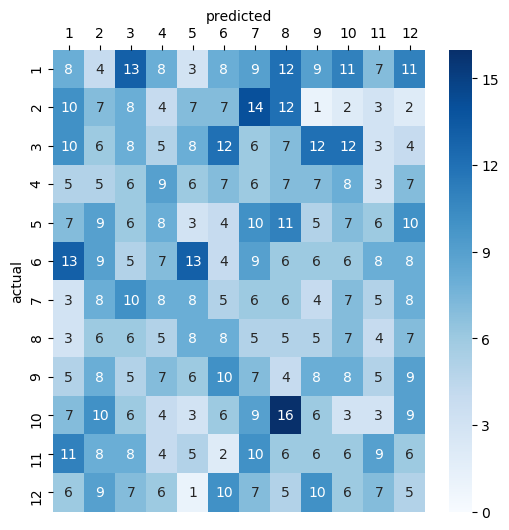 predicted
1 2 3 4 5 6 7 8 9 10 11 12
1 8 4 13 8 3 8 9 12 9 11 7 11
2 10 7 8 4 7 7 14 12 1 2 3 2
3 10 6 8 5 8 12 6 7 12 12 3 4
4 5 5 6 9 6 7 6 7 7 8 3 7
5 7 9 6 8 3 4 10 11 5 7 6 10
6 13 9 5 7 13 4 9 6 6 6 8 8
7 3 8 10 8 8 5 6 6 4 7 5 8
8 3 6 6 5 8 8 5 5 5 7 4 7
9 5 8 5 7 6 10 7 4 8 8 5 9
10 7 10 6 4 3 6 9 16 6 3 3 9
11 11 8 8 4 5 2 10 6 6 6 9 6
12 6 9 7 6 1 10 7 5 10 6 7 5
actual
15
12
9
6
3
0